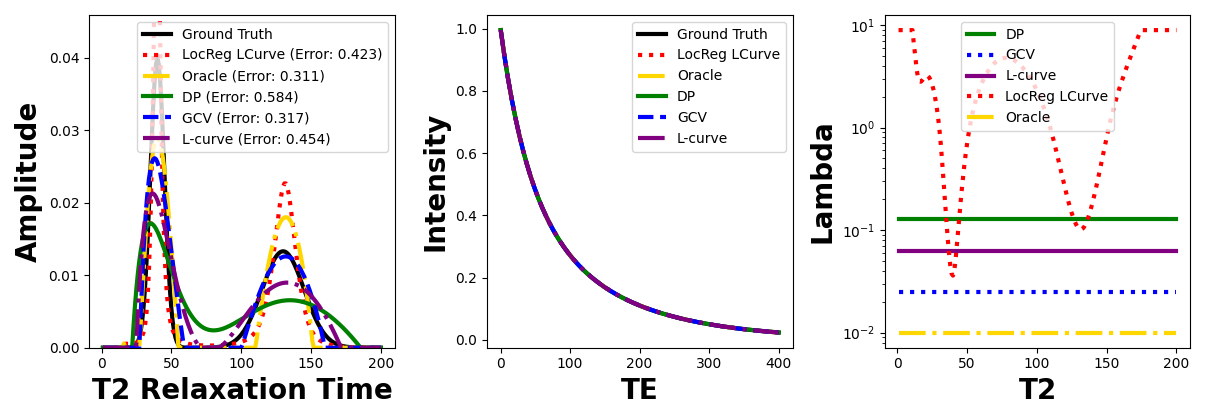 Amplitude
0.04
0.03
0.02
0.01
0.00
0
50
100
150
200
T2 Relaxation Time
Ground Truth
LocReg LCurve (Error: 0.423)
Oracle (Error: 0.311)
DP (Error: 0.584)
GCV (Error: 0.317)
L-curve (Error: 0.454)
Intensity
1.0
0.8
0.6
0.4
0.2
0.0
0
100
200
300
400
TE
Ground Truth
LocReg LCurve
Oracle
DP
GCV
L-curve
Lambda
10¹
10⁰
10⁻¹
10⁻²
0
50
100
150
200
T2
DP
GCV
L-curve
LocReg LCurve
Oracle